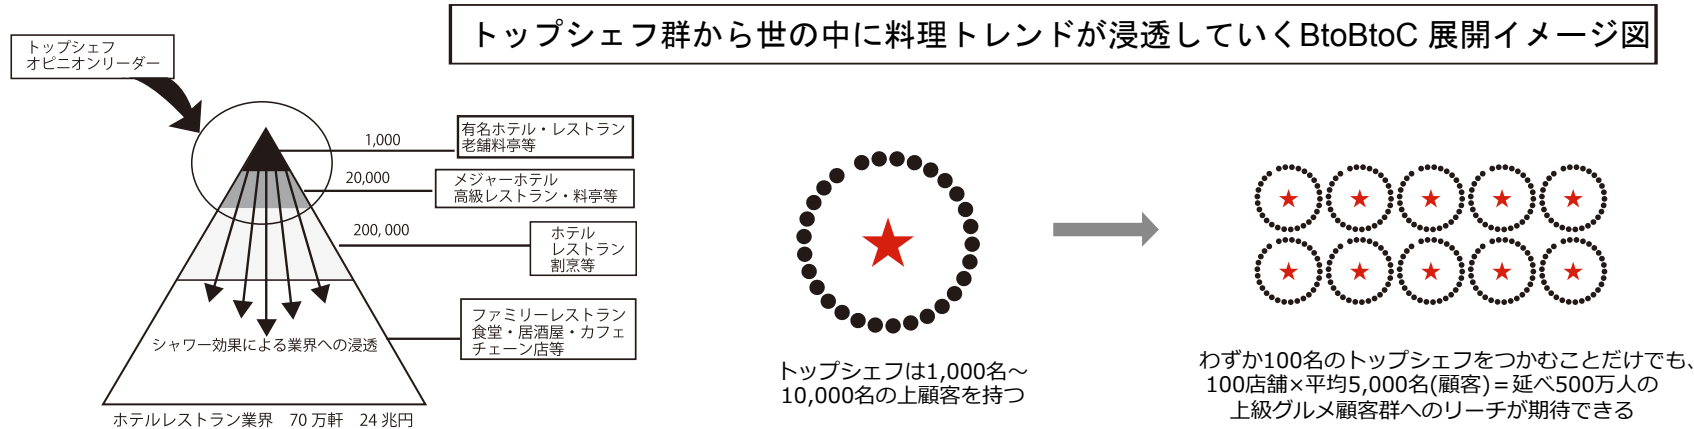 トップシェフ群から世の中に料理トレンドが浸透していくBtoBtoC 展開イメージ図
トップシェフ
オピニオンリーダー
1,000
有名ホテル・レストラン
老舗料亭等
20,000
メジャーホテル
高級レストラン・料亭等
200, 000
ホテル
レストラン
割烹等
ファミリーレストラン
食堂・居酒屋・カフェ
チェーン店等
シャワー効果による業界への浸透
ホテルレストラン業界 70 万軒 24 兆円
トップシェフは1,000名～
10,000名の上顧客を持つ
わずか100名のトップシェフをつかむことだけでも、
100店舗×平均5,000名(顧客)＝延べ500万人の
上級グルメ顧客群へのリーチが期待できる